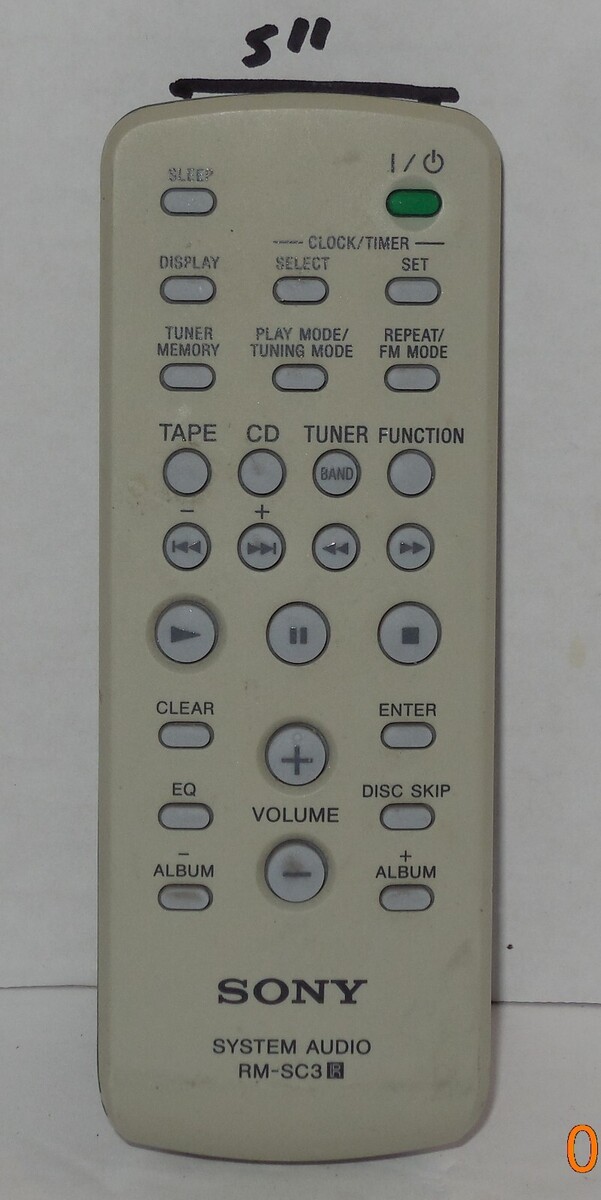 5"
I/⏻
SLEEP
CLOCK/TIMER
DISPLAY SELECT SET
TUNER MEMORY PLAY MODE/ TUNING MODE REPEAT/ FM MODE
TAPE CD TUNER FUNCTION
BAND
- +
CLEAR ENTER
+
EQ DISC SKIP
VOLUME
- +
ALBUM ALBUM
-
SONY
SYSTEM AUDIO
RM-SC3 R
0